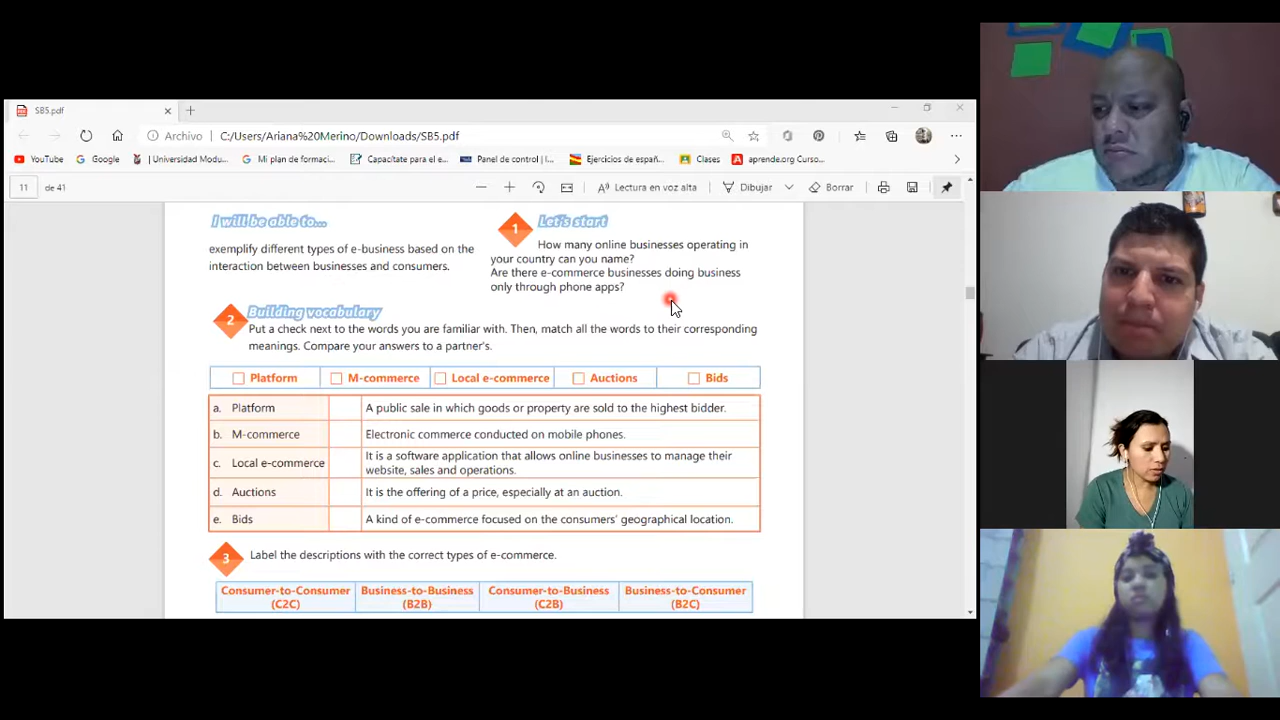 SB5.pdf
Archivo C:/Users/Ariana%20Merino/Downloads/SB5.pdf
YouTube Google | Universidad Modu... Mi plan de formaci... Capacítate para el e... Panel de control | I... Ejercicios de españ... Clases aprende.org Curso...
11 de 41 Lectura en voz alta Dibujar Borrar
I will be able to...
exemplify different types of e-business based on the
interaction between businesses and consumers.
1 Let's start
How many online businesses operating in
your country can you name?
Are there e-commerce businesses doing business
only through phone apps?
2 Building vocabulary
Put a check next to the words you are familiar with. Then, match all the words to their corresponding
meanings. Compare your answers to a partner's.
Platform M-commerce Local e-commerce Auctions Bids
a. Platform A public sale in which goods or property are sold to the highest bidder.
b. M-commerce Electronic commerce conducted on mobile phones.
c. Local e-commerce It is a software application that allows online businesses to manage their
website, sales and operations.
d. Auctions It is the offering of a price, especially at an auction.
e. Bids A kind of e-commerce focused on the consumers' geographical location.
3 Label the descriptions with the correct types of e-commerce.
Consumer-to-Consumer Business-to-Business Consumer-to-Business Business-to-Consumer
(C2C) (B2B) (C2B) (B2C)